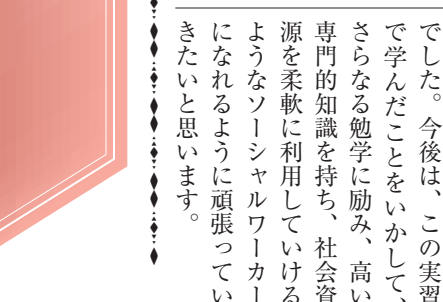 でした。今後は、この実習
で学んだことをいかして、
さらなる勉学に励み、高い
専門的知識を持ち、社会資
源を柔軟に利用していける
ようなソーシャルワーカー
になれるように頑張ってい
きたいと思います。